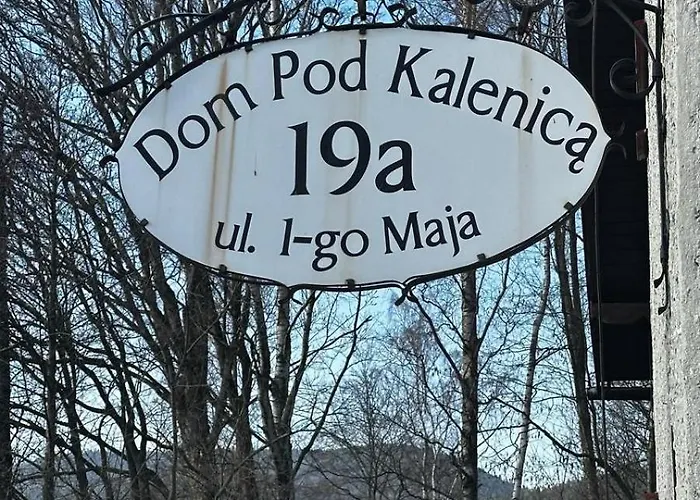 Dom Pod Kalenicą
19a
ul. 1-go Maja